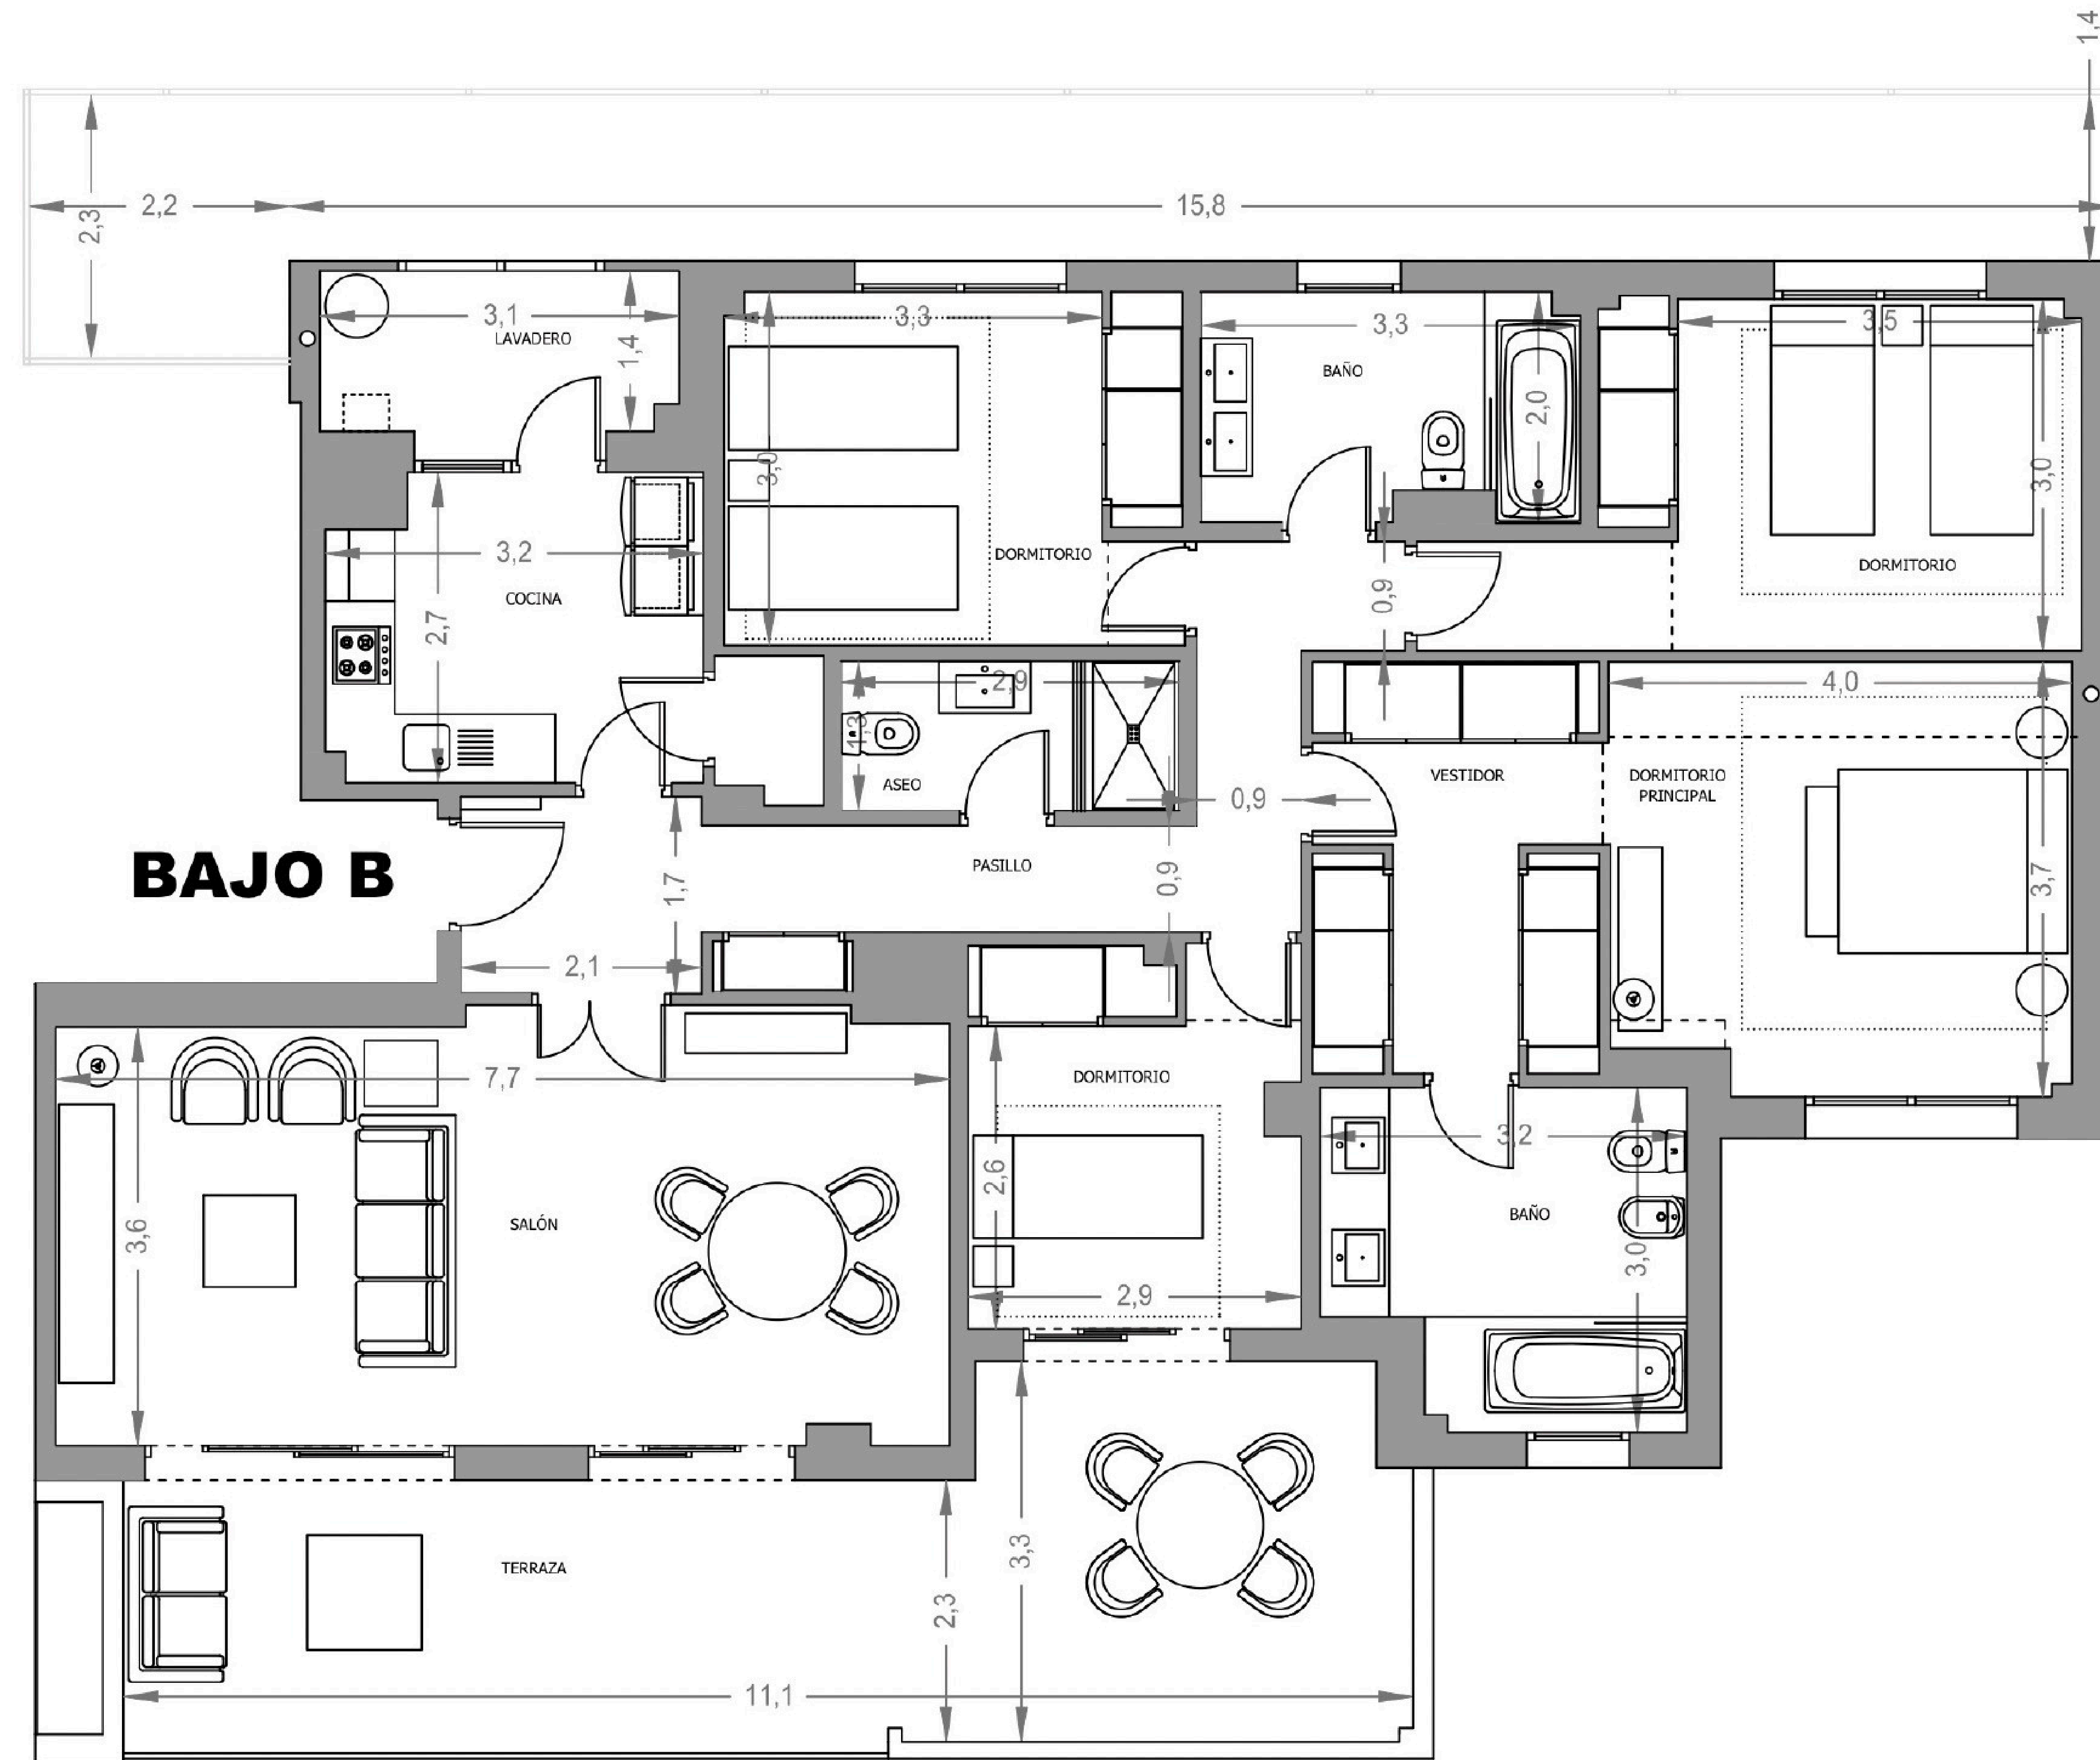 1,4
2,2
15,8
2,3
3,1
LAVADERO
1,4
3,3
3,0
DORMITORIO
3,3
BAÑO
2,0
3,5
3,0
DORMITORIO
3,2
COCINA
2,7
0,9
2,9
1,3
ASEO
0,9
VESTIDOR
4,0
DORMITORIO
PRINCIPAL
3,7
BAJO B
1,7
PASILLO
0,9
2,1
7,7
3,6
SALÓN
DORMITORIO
2,6
2,9
3,2
BAÑO
3,0
TERRAZA
2,3
3,3
11,1